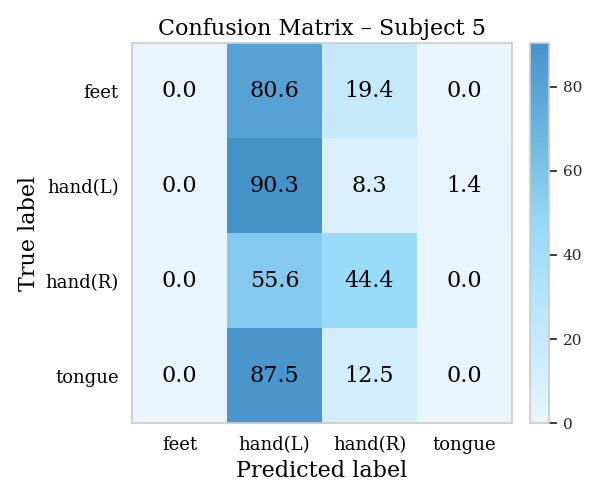 Confusion Matrix – Subject 5
True label
feet 0.0 80.6 19.4 0.0
hand(L) 0.0 90.3 8.3 1.4
hand(R) 0.0 55.6 44.4 0.0
tongue 0.0 87.5 12.5 0.0
feet hand(L) hand(R) tongue
Predicted label
80
60
40
20
0